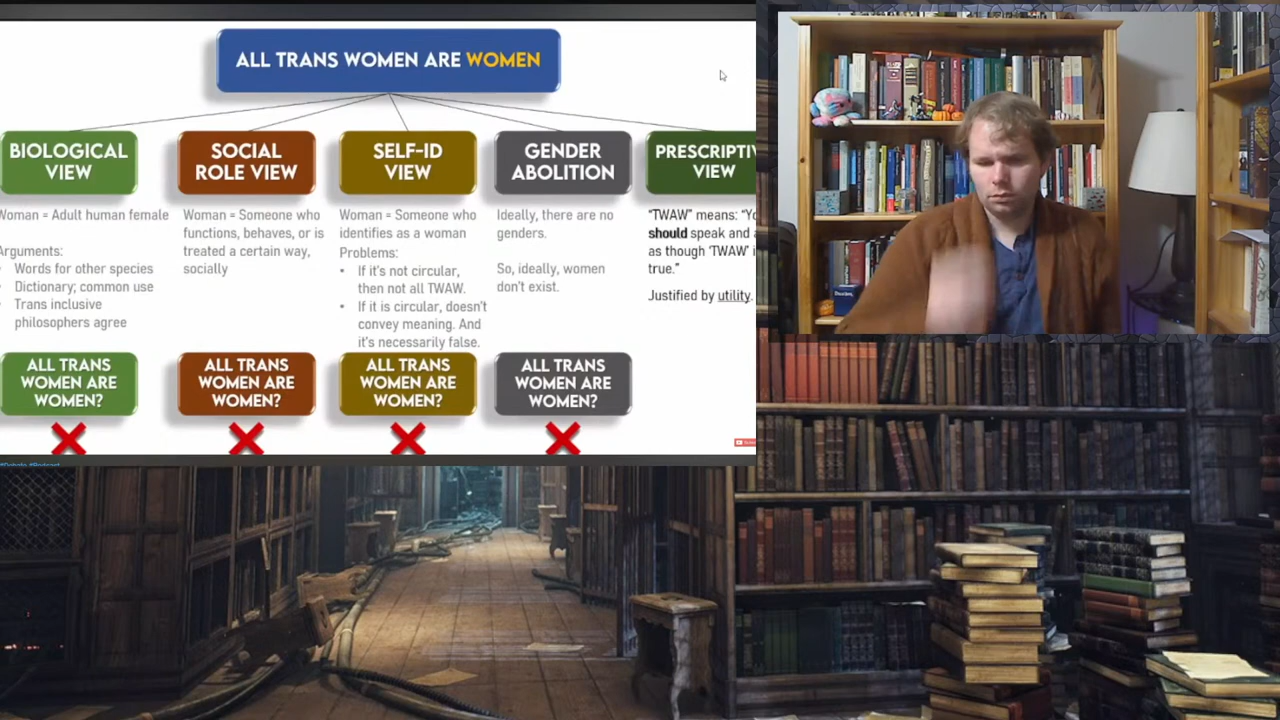 ALL TRANS WOMEN ARE WOMEN
BIOLOGICAL
VIEW
Woman = Adult human female
Arguments:
Words for other species
Dictionary; common use
Trans inclusive
philosophers agree
ALL TRANS
WOMEN ARE
WOMEN?
SOCIAL
ROLE VIEW
Woman = Someone who
functions, behaves, or is
treated a certain way,
socially
ALL TRANS
WOMEN ARE
WOMEN?
SELF-ID
VIEW
Woman = Someone who
identifies as a woman
Problems:
• If it's not circular,
then not all TWAW.
• If it is circular, doesn't
convey meaning. And
it's necessarily false.
ALL TRANS
WOMEN ARE
WOMEN?
GENDER
ABOLITION
Ideally, there are no
genders.
So, ideally, women
don't exist.
ALL TRANS
WOMEN ARE
WOMEN?
PRESCRIPTIV
VIEW
"TWAW" means: "Yo
should speak and a
as though 'TWAW' i
true."
Justified by utility.